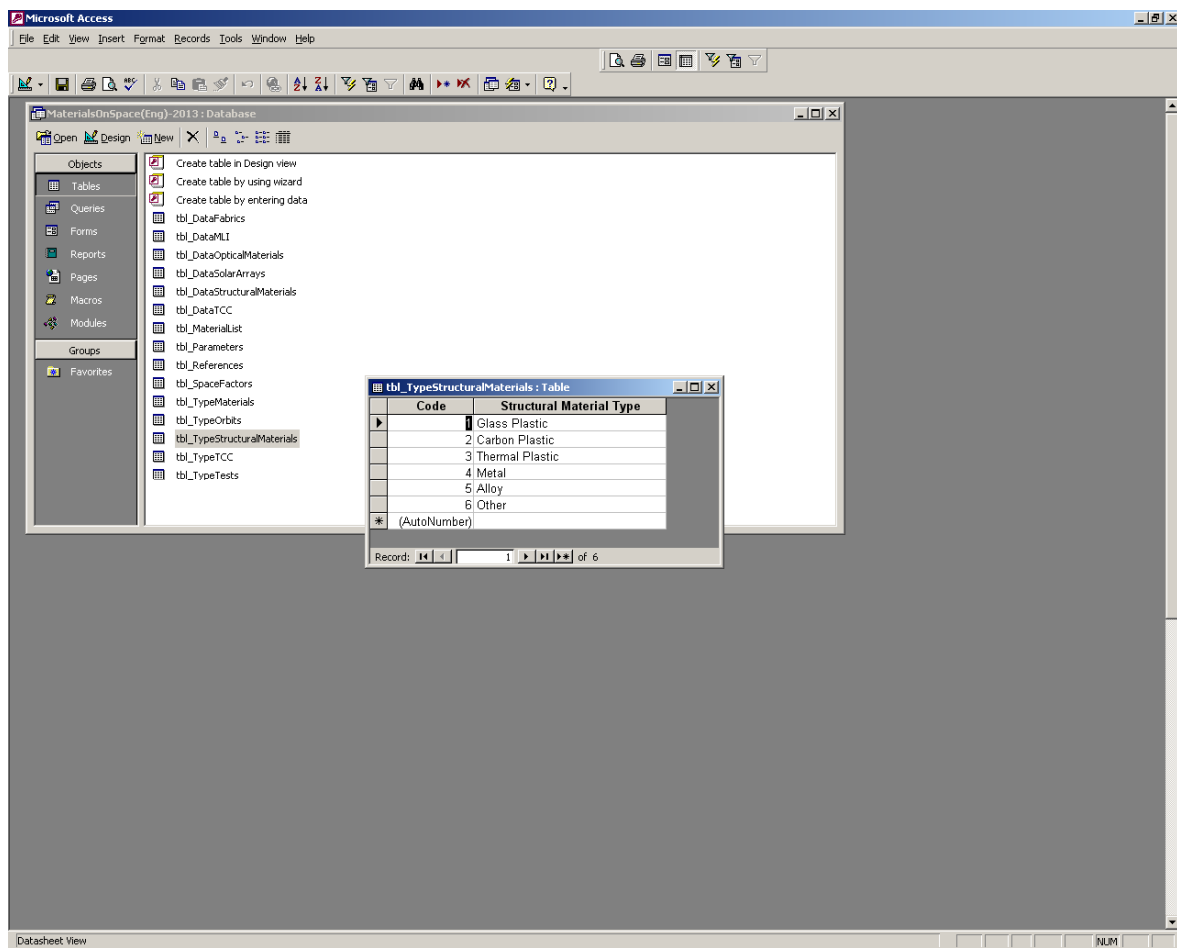 Microsoft Access
File Edit View Insert Format Records Tools Window Help
MaterialsOnSpace(Eng)-2013 : Database
Open Design New
Objects
Tables
Queries
Forms
Reports
Pages
Macros
Modules
Groups
Favorites
Create table in Design view
Create table by using wizard
Create table by entering data
tbl_DataFabrics
tbl_DataMLI
tbl_DataOpticalMaterials
tbl_DataSolarArrays
tbl_DataStructuralMaterials
tbl_DataTCC
tbl_MaterialList
tbl_Parameters
tbl_References
tbl_SpaceFactors
tbl_TypeMaterials
tbl_TypeOrbits
tbl_TypeStructuralMaterials
tbl_TypeTCC
tbl_TypeTests
tbl_TypeStructuralMaterials : Table
Code Structural Material Type
1 Glass Plastic
2 Carbon Plastic
3 Thermal Plastic
4 Metal
5 Alloy
6 Other
(AutoNumber)
Record: 1 of 6
Datasheet View NUM